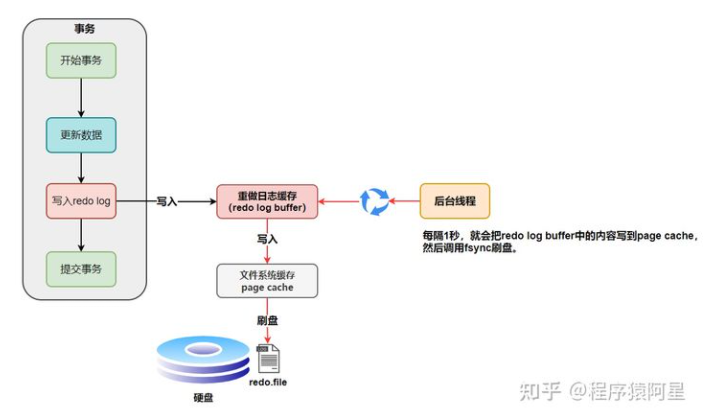 事务
开始事务
更新数据
写入redo log
提交事务
写入
重做日志缓存
(redo log buffer)
后台线程
每隔1秒，就会把redo log buffer中的内容写到page cache，
然后调用fsync刷盘。
写入
文件系统缓存
page cache
刷盘
硬盘
redo.file
知乎 @程序猿阿星